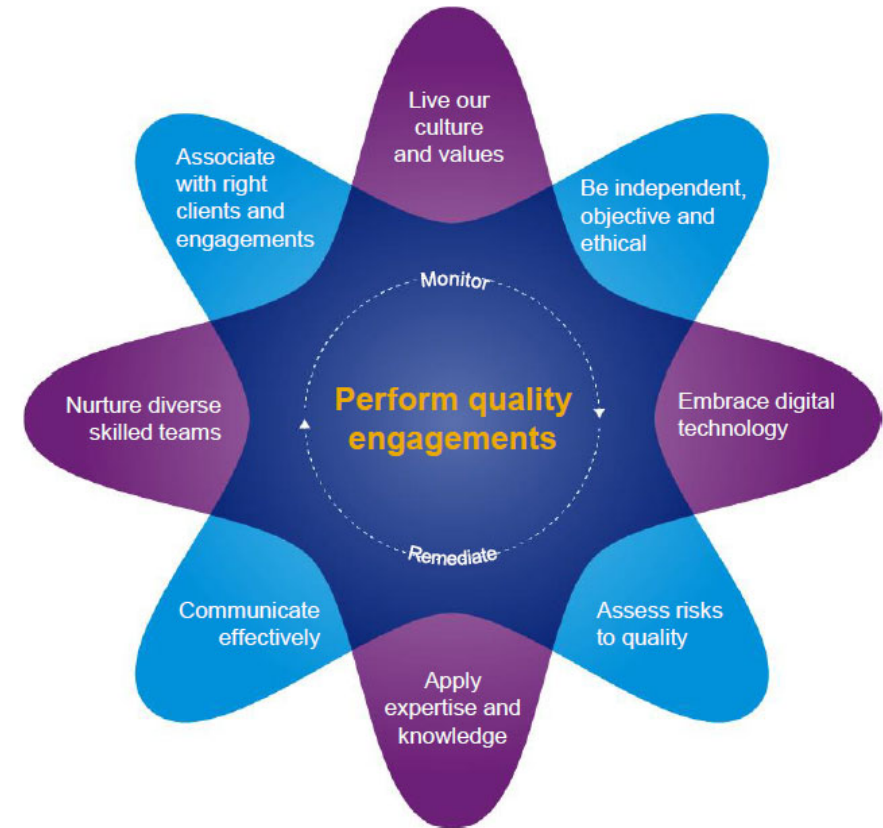 Live our
culture
and values
Associate
with right
clients and
engagements
Be independent,
objective and
ethical
Monitor
Nurture diverse
skilled teams
Perform quality
engagements
Embrace digital
technology
Remediate
Communicate
effectively
Assess risks
to quality
Apply
expertise and
knowledge